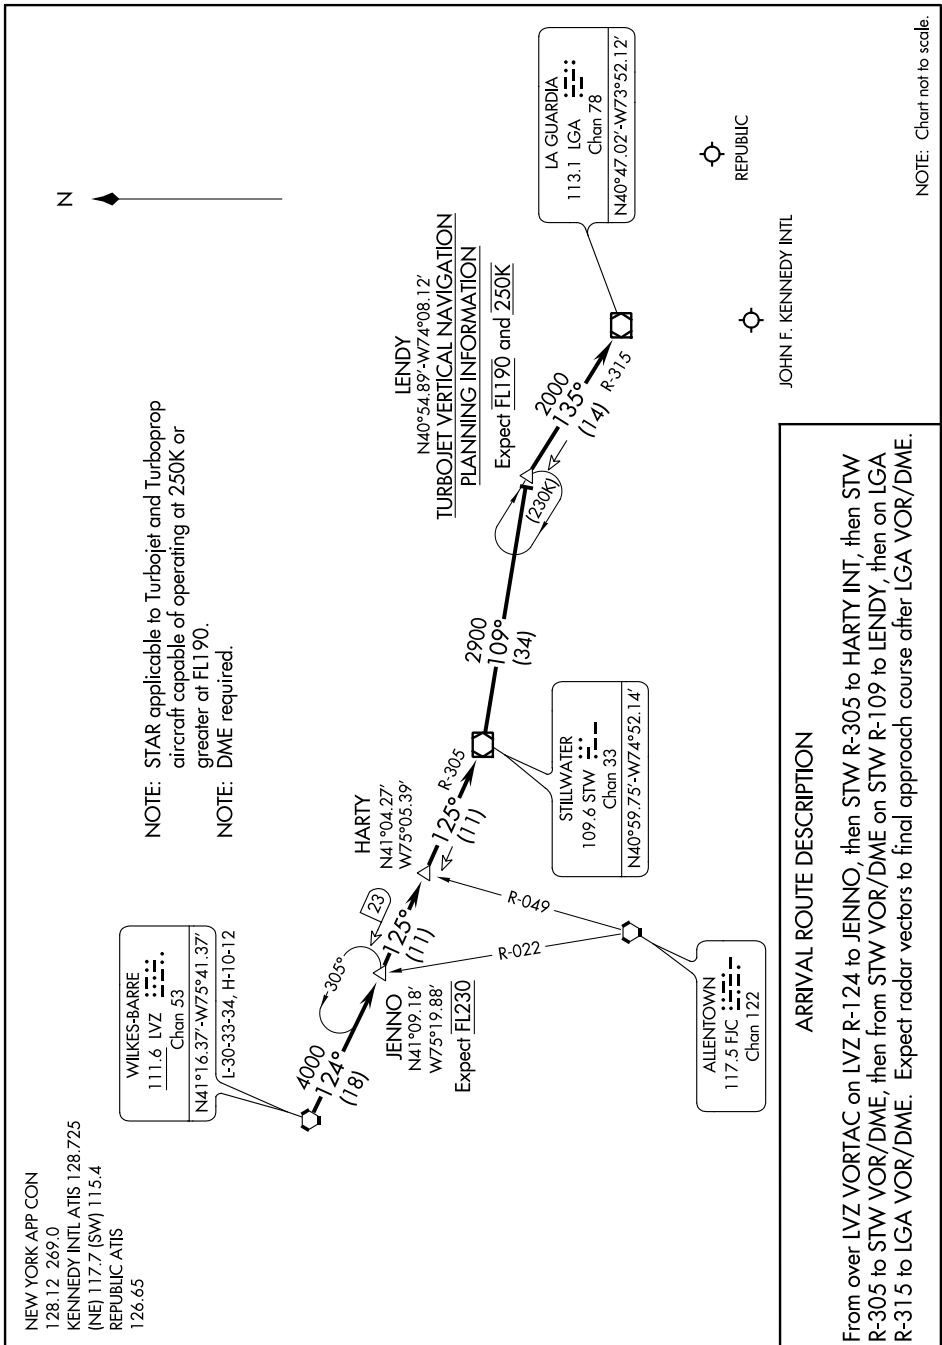 NEW YORK APP CON
128.12 269.0
KENNEDY INTL ATIS 128.725
(NE) 117.7 (SW) 115.4
REPUBLIC ATIS
126.65
WILKES-BARRE
111.6 LVZ
Chan 53
N41°16.37'-W75°41.37'
L-30-33-34, H-10-12
NOTE: STAR applicable to Turbojet and Turboprop
aircraft capable of operating at 250K or
greater at FL190.
NOTE: DME required.
N
4000
124°
(18)
305°
23
JENNO
N41°09.18'
W75°19.88'
Expect FL230
125°
(11)
HARTY
N41°04.27'
W75°05.39'
125°
(11)
R-305
R-022
R-049
ALLENTOWN
117.5 FJC
Chan 122
STILLWATER
109.6 STW
Chan 33
N40°59.75'-W74°52.14'
2900
109°
(34)
LENDY
N40°54.89'-W74°08.12'
TURBOJET VERTICAL NAVIGATION
PLANNING INFORMATION
Expect FL190 and 250K
(230K)
2000
135°
(14)
R-315
LA GUARDIA
113.1 LGA
Chan 78
N40°47.02'-W73°52.12'
REPUBLIC
JOHN F. KENNEDY INTL
NOTE: Chart not to scale.
ARRIVAL ROUTE DESCRIPTION
From over LVZ VORTAC on LVZ R-124 to JENNO, then STW R-305 to HARTY INT, then STW
R-305 to STW VOR/DME, then from STW VOR/DME on STW R-109 to LENDY, then on LGA
R-315 to LGA VOR/DME. Expect radar vectors to final approach course after LGA VOR/DME.